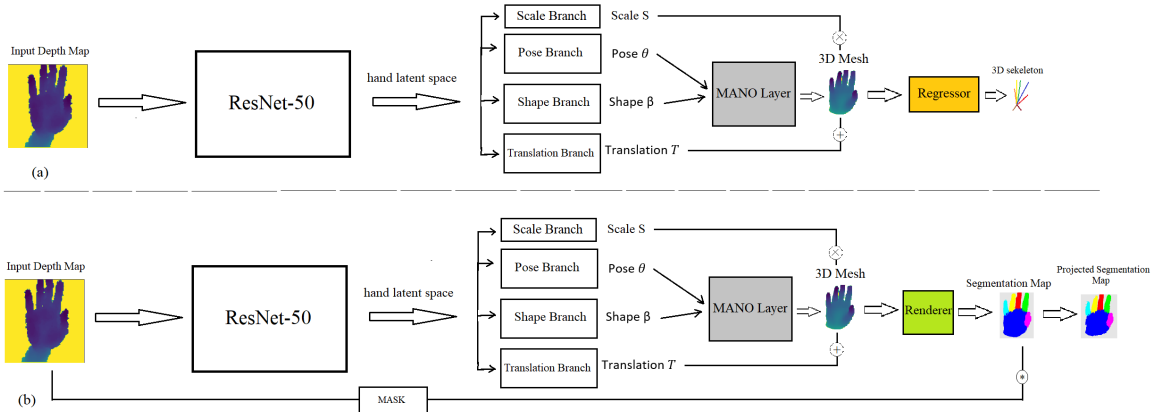 Scale Branch Scale S
Input Depth Map
Pose Branch Pose θ
3D Mesh
hand latent space
3D sekeleton
ResNet-50
Shape Branch Shape β
MANO Layer
Regressor
Translation Branch Translation T
(a)
Scale Branch Scale S
Input Depth Map
Pose Branch Pose θ
3D Mesh
Projected Segmentation
Map
Segmentation Map
hand latent space
ResNet-50
Shape Branch Shape β
MANO Layer
Renderer
Translation Branch Translation T
(b)
MASK